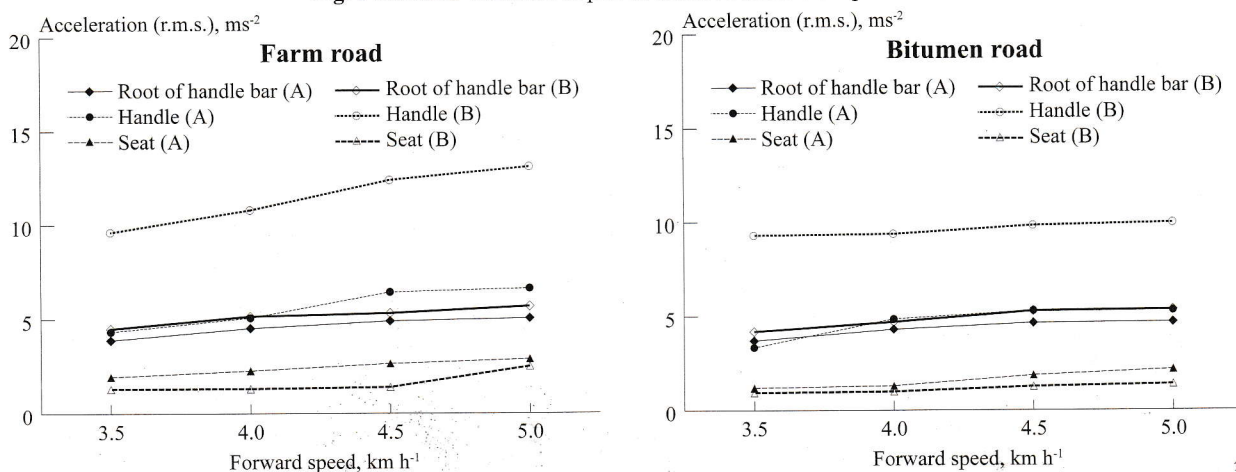 Acceleration (r.m.s.), ms-2
20
15
10
5
0
Farm road
Root of handle bar (A)
Root of handle bar (B)
Handle (A)
Handle (B)
Seat (A)
Seat (B)
3.5 4.0 4.5 5.0
Forward speed, km h-1
Acceleration (r.m.s.), ms-2
20
15
10
5
0
Bitumen road
Root of handle bar (A)
Root of handle bar (B)
Handle (A)
Handle (B)
Seat (A)
Seat (B)
3.5 4.0 4.5 5.0
Forward speed, km h-1